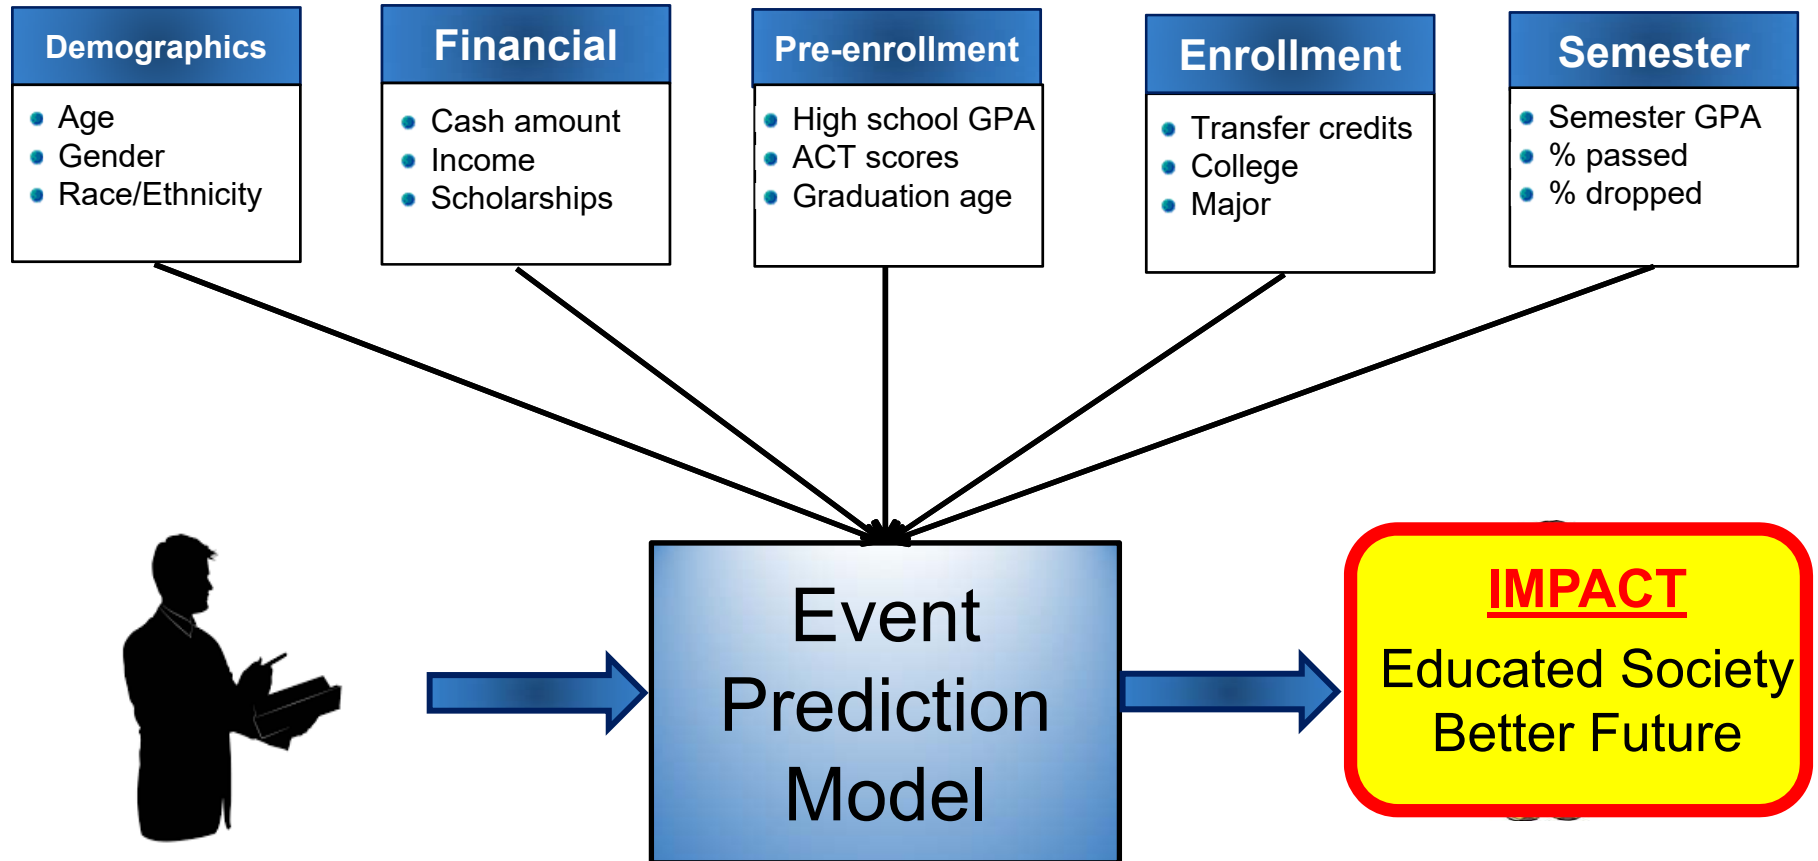 Demographics
Age
Gender
Race/Ethnicity
Financial
Cash amount
Income
Scholarships
Pre-enrollment
High school GPA
ACT scores
Graduation age
Enrollment
Transfer credits
College
Major
Semester
Semester GPA
% passed
% dropped
Event
Prediction
Model
IMPACT
Educated Society
Better Future